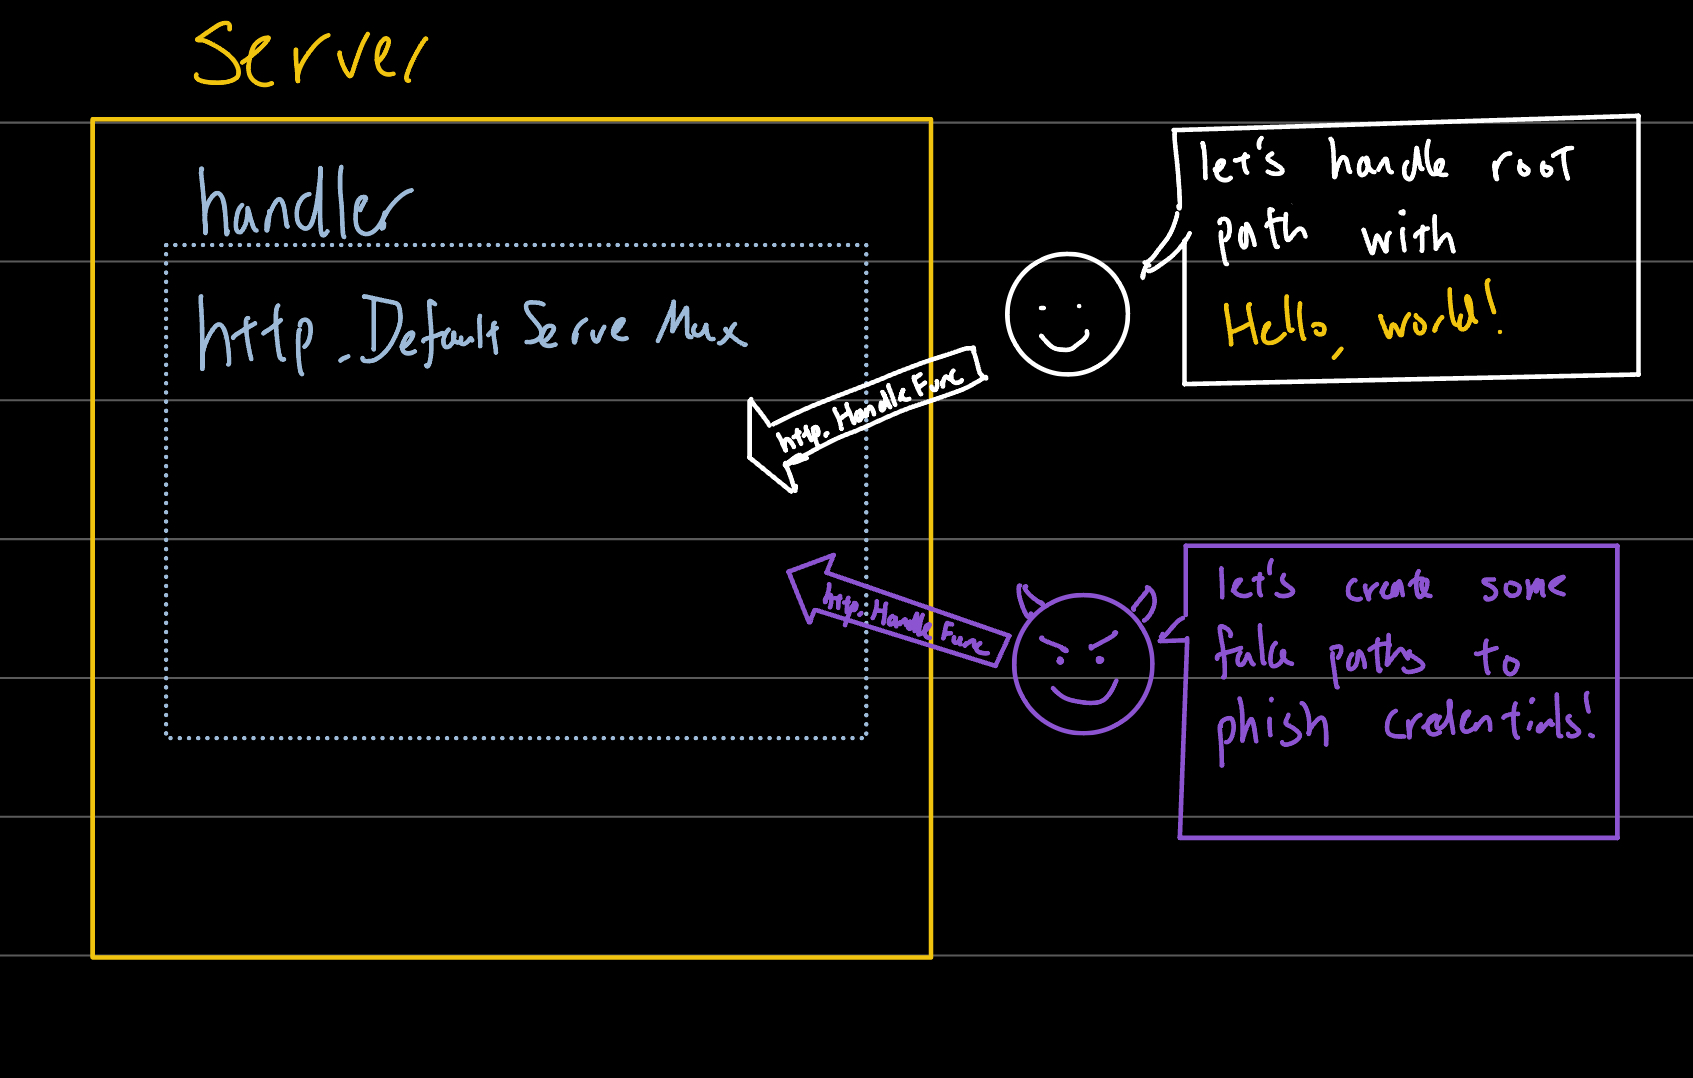 Server
handler
http.DefaultServeMux
let's handle root
path with
Hello, world!
http.HandleFunc
http.HandleFunc
let's create some
fake paths to
phish credentials!